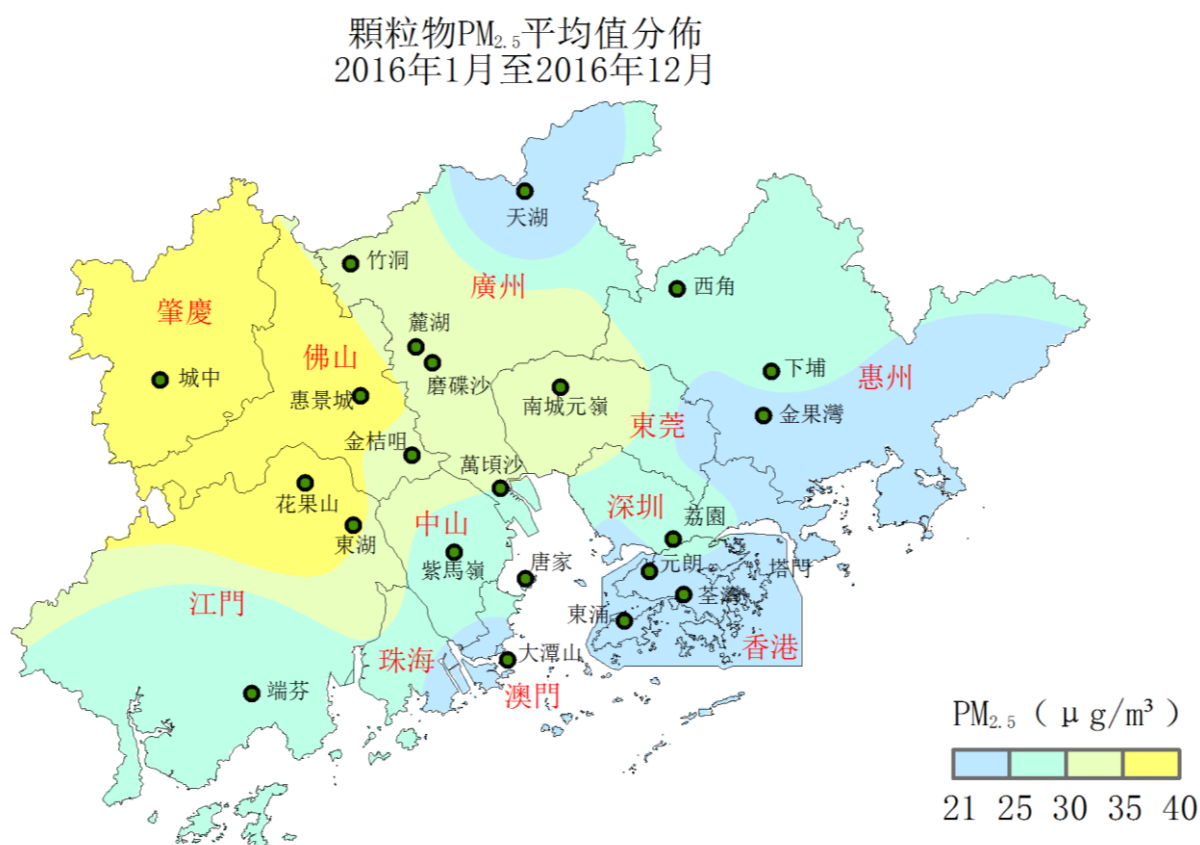 顆粒物PM₂.₅平均值分佈
2016年1月至2016年12月
天湖
竹洞
廣州
西角
肇慶
麓湖
佛山
磨碟沙
下埔
城中
惠景城
南城元嶺
惠州
金果灣
東莞
金桔咀
萬頃沙
花果山
深圳
中山
荔園
東湖
紫馬嶺
唐家
元朗
塔門
江門
荃灣
東涌
香港
珠海
大潭山
端芬
澳門
PM₂.₅ ( μg/m³ )
21 25 30 35 40